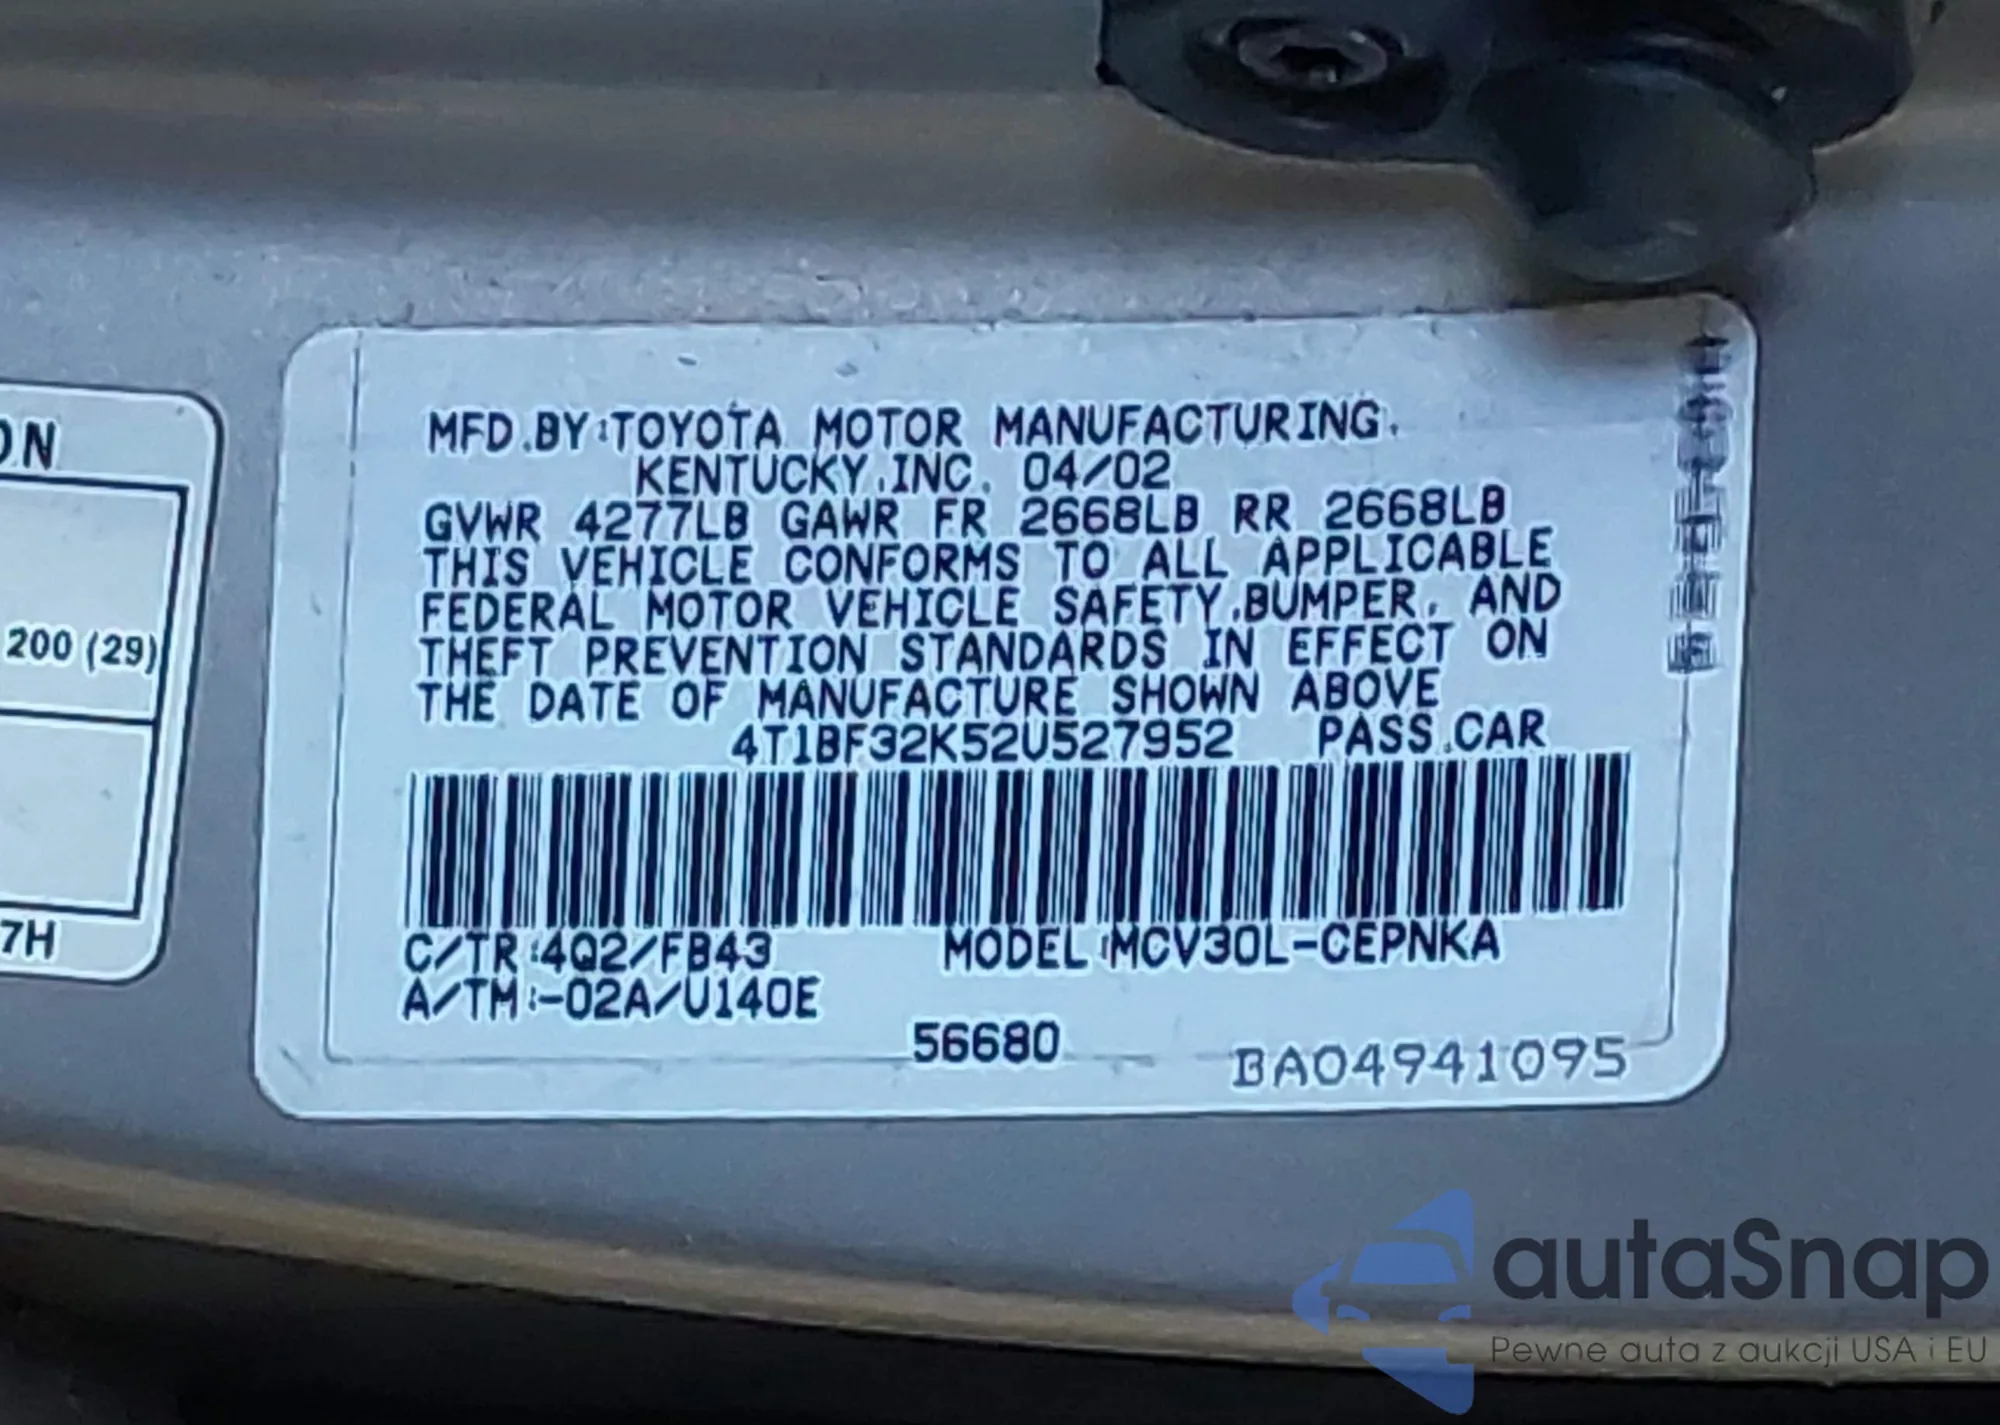 ON
200 (29)
7H
MFD.BY:TOYOTA MOTOR MANUFACTURING,
KENTUCKY,INC. 04/02
GVWR 4277LB GAWR FR 2668LB RR 2668LB
THIS VEHICLE CONFORMS TO ALL APPLICABLE
FEDERAL MOTOR VEHICLE SAFETY,BUMPER, AND
THEFT PREVENTION STANDARDS IN EFFECT ON
THE DATE OF MANUFACTURE SHOWN ABOVE
4T1BF32K52U527952 PASS.CAR
C/TR:4Q2/FB43 MODEL:MCV30L-CEPNKA
A/TM:-02A/U140E
56680
BA04941095
autaSnap
Pewne auta z aukcji USA i EU